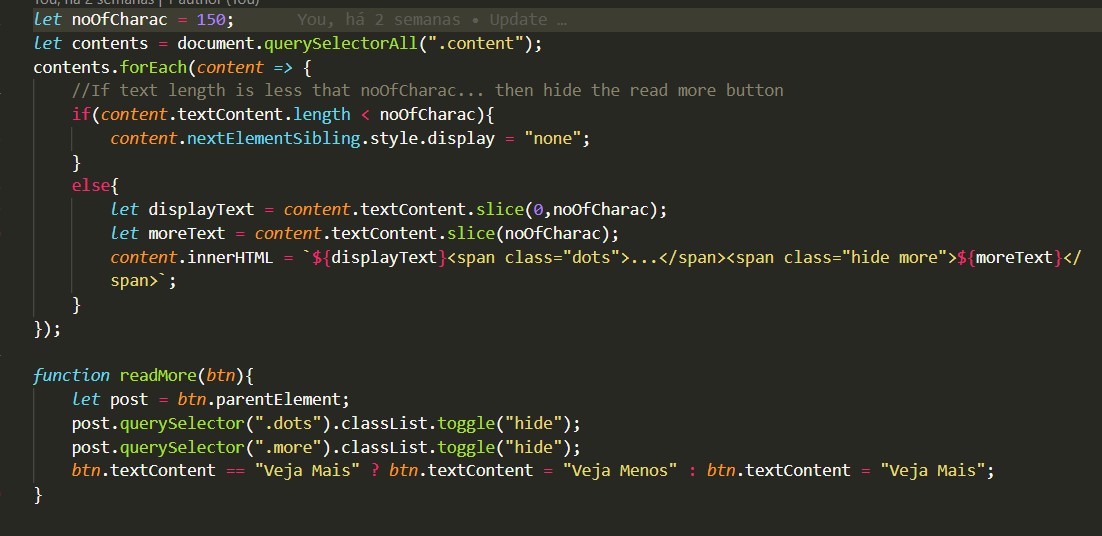 You, há 2 semanas | 1 author (You)
let noOfCharac = 150;     You, há 2 semanas • Update …
let contents = document.querySelectorAll(".content");
contents.forEach(content => {
    //If text length is less that noOfCharac... then hide the read more button
    if(content.textContent.length < noOfCharac){
        content.nextElementSibling.style.display = "none";
    }
    else{
        let displayText = content.textContent.slice(0,noOfCharac);
        let moreText = content.textContent.slice(noOfCharac);
        content.innerHTML = `${displayText}<span class="dots">...</span><span class="hide more">${moreText}</
        span>`;
    }
});
function readMore(btn){
    let post = btn.parentElement;
    post.querySelector(".dots").classList.toggle("hide");
    post.querySelector(".more").classList.toggle("hide");
    btn.textContent == "Veja Mais" ? btn.textContent = "Veja Menos" : btn.textContent = "Veja Mais";
}